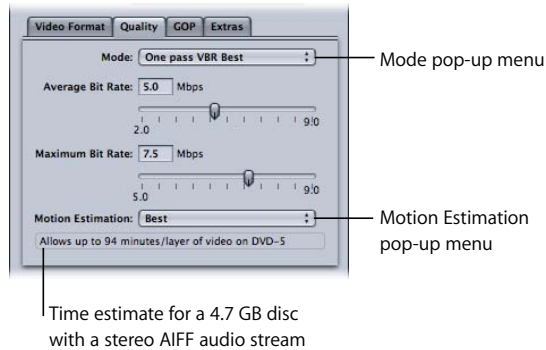 Video Format Quality GOP Extras
Mode: One pass VBR Best
Mode pop-up menu
Average Bit Rate: 5.0 Mbps
2.0 9.0
Maximum Bit Rate: 7.5 Mbps
5.0 9.0
Motion Estimation: Best
Motion Estimation
pop-up menu
Allows up to 94 minutes/layer of video on DVD-5
Time estimate for a 4.7 GB disc
with a stereo AIFF audio stream